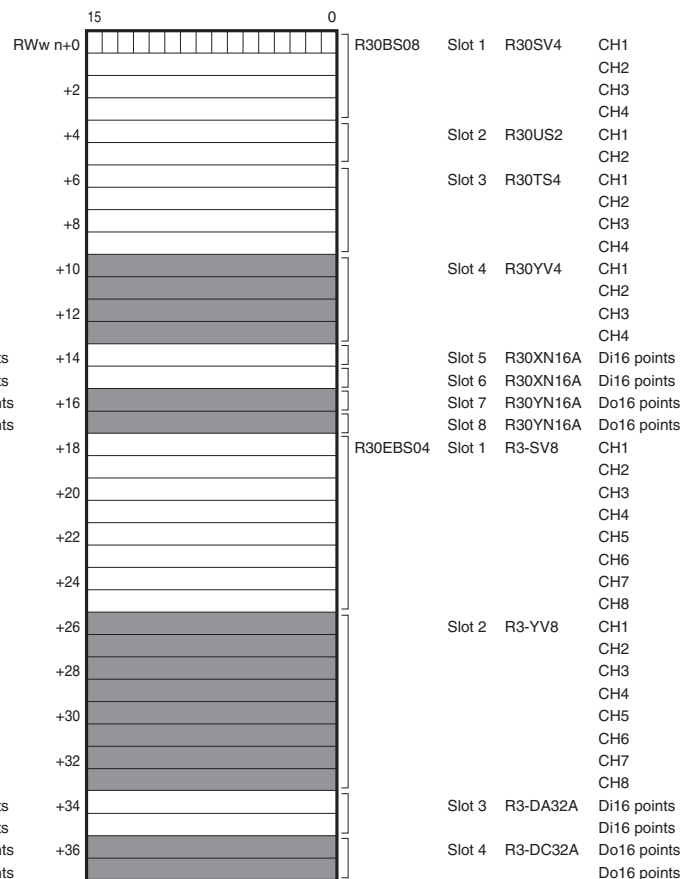 15 0
RWw n+0 R30BS08 Slot 1 R30SV4 CH1
CH2
+2 CH3
CH4
+4 Slot 2 R30US2 CH1
CH2
+6 Slot 3 R30TS4 CH1
CH2
+8 CH3
CH4
+10 Slot 4 R30YV4 CH1
CH2
+12 CH3
CH4
+14 Slot 5 R30XN16A Di16 points
Slot 6 R30XN16A Di16 points
+16 Slot 7 R30YN16A Do16 points
Slot 8 R30YN16A Do16 points
+18 R30EBS04 Slot 1 R3-SV8 CH1
CH2
+20 CH3
CH4
+22 CH5
CH6
+24 CH7
CH8
+26 Slot 2 R3-YV8 CH1
CH2
+28 CH3
CH4
+30 CH5
CH6
+32 CH7
CH8
+34 Slot 3 R3-DA32A Di16 points
Di16 points
+36 Slot 4 R3-DC32A Do16 points
Do16 points